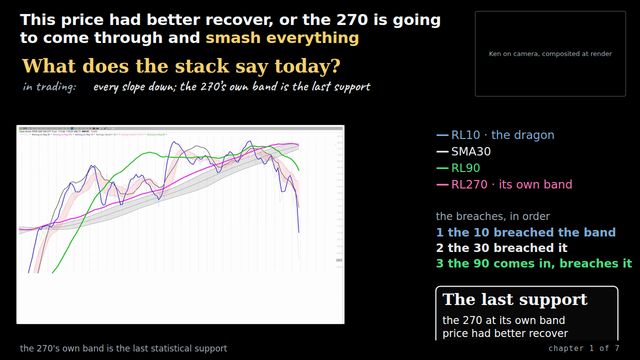 This price had better recover, or the 270 is going
to come through and smash everything
What does the stack say today?
in trading: every slope down; the 270's own band is the last support
Ken on camera, composited at render
RL10 · the dragon
SMA30
RL90
RL270 · its own band
the breaches, in order
1 the 10 breached the band
2 the 30 breached it
3 the 90 comes in, breaches it
The last support
the 270 at its own band
price had better recover
the 270's own band is the last statistical support
chapter 1 of 7